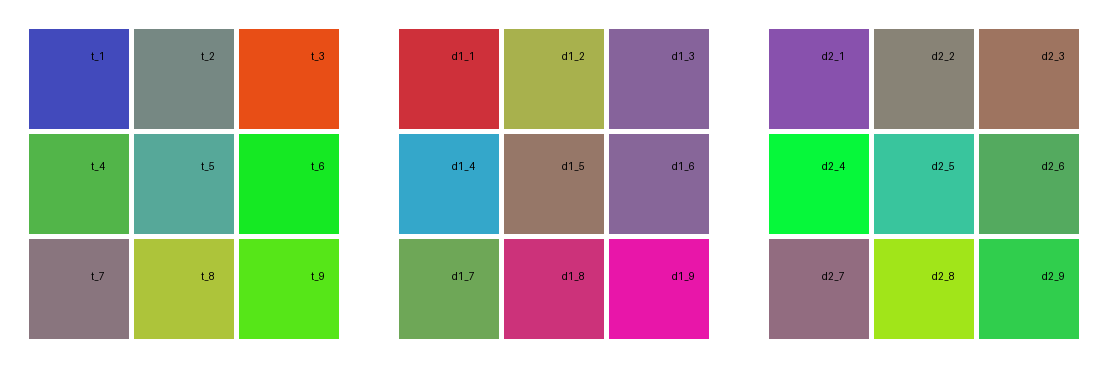 t_1 t_2 t_3 d1_1 d1_2 d1_3 d2_1 d2_2 d2_3
t_4 t_5 t_6 d1_4 d1_5 d1_6 d2_4 d2_5 d2_6
t_7 t_8 t_9 d1_7 d1_8 d1_9 d2_7 d2_8 d2_9